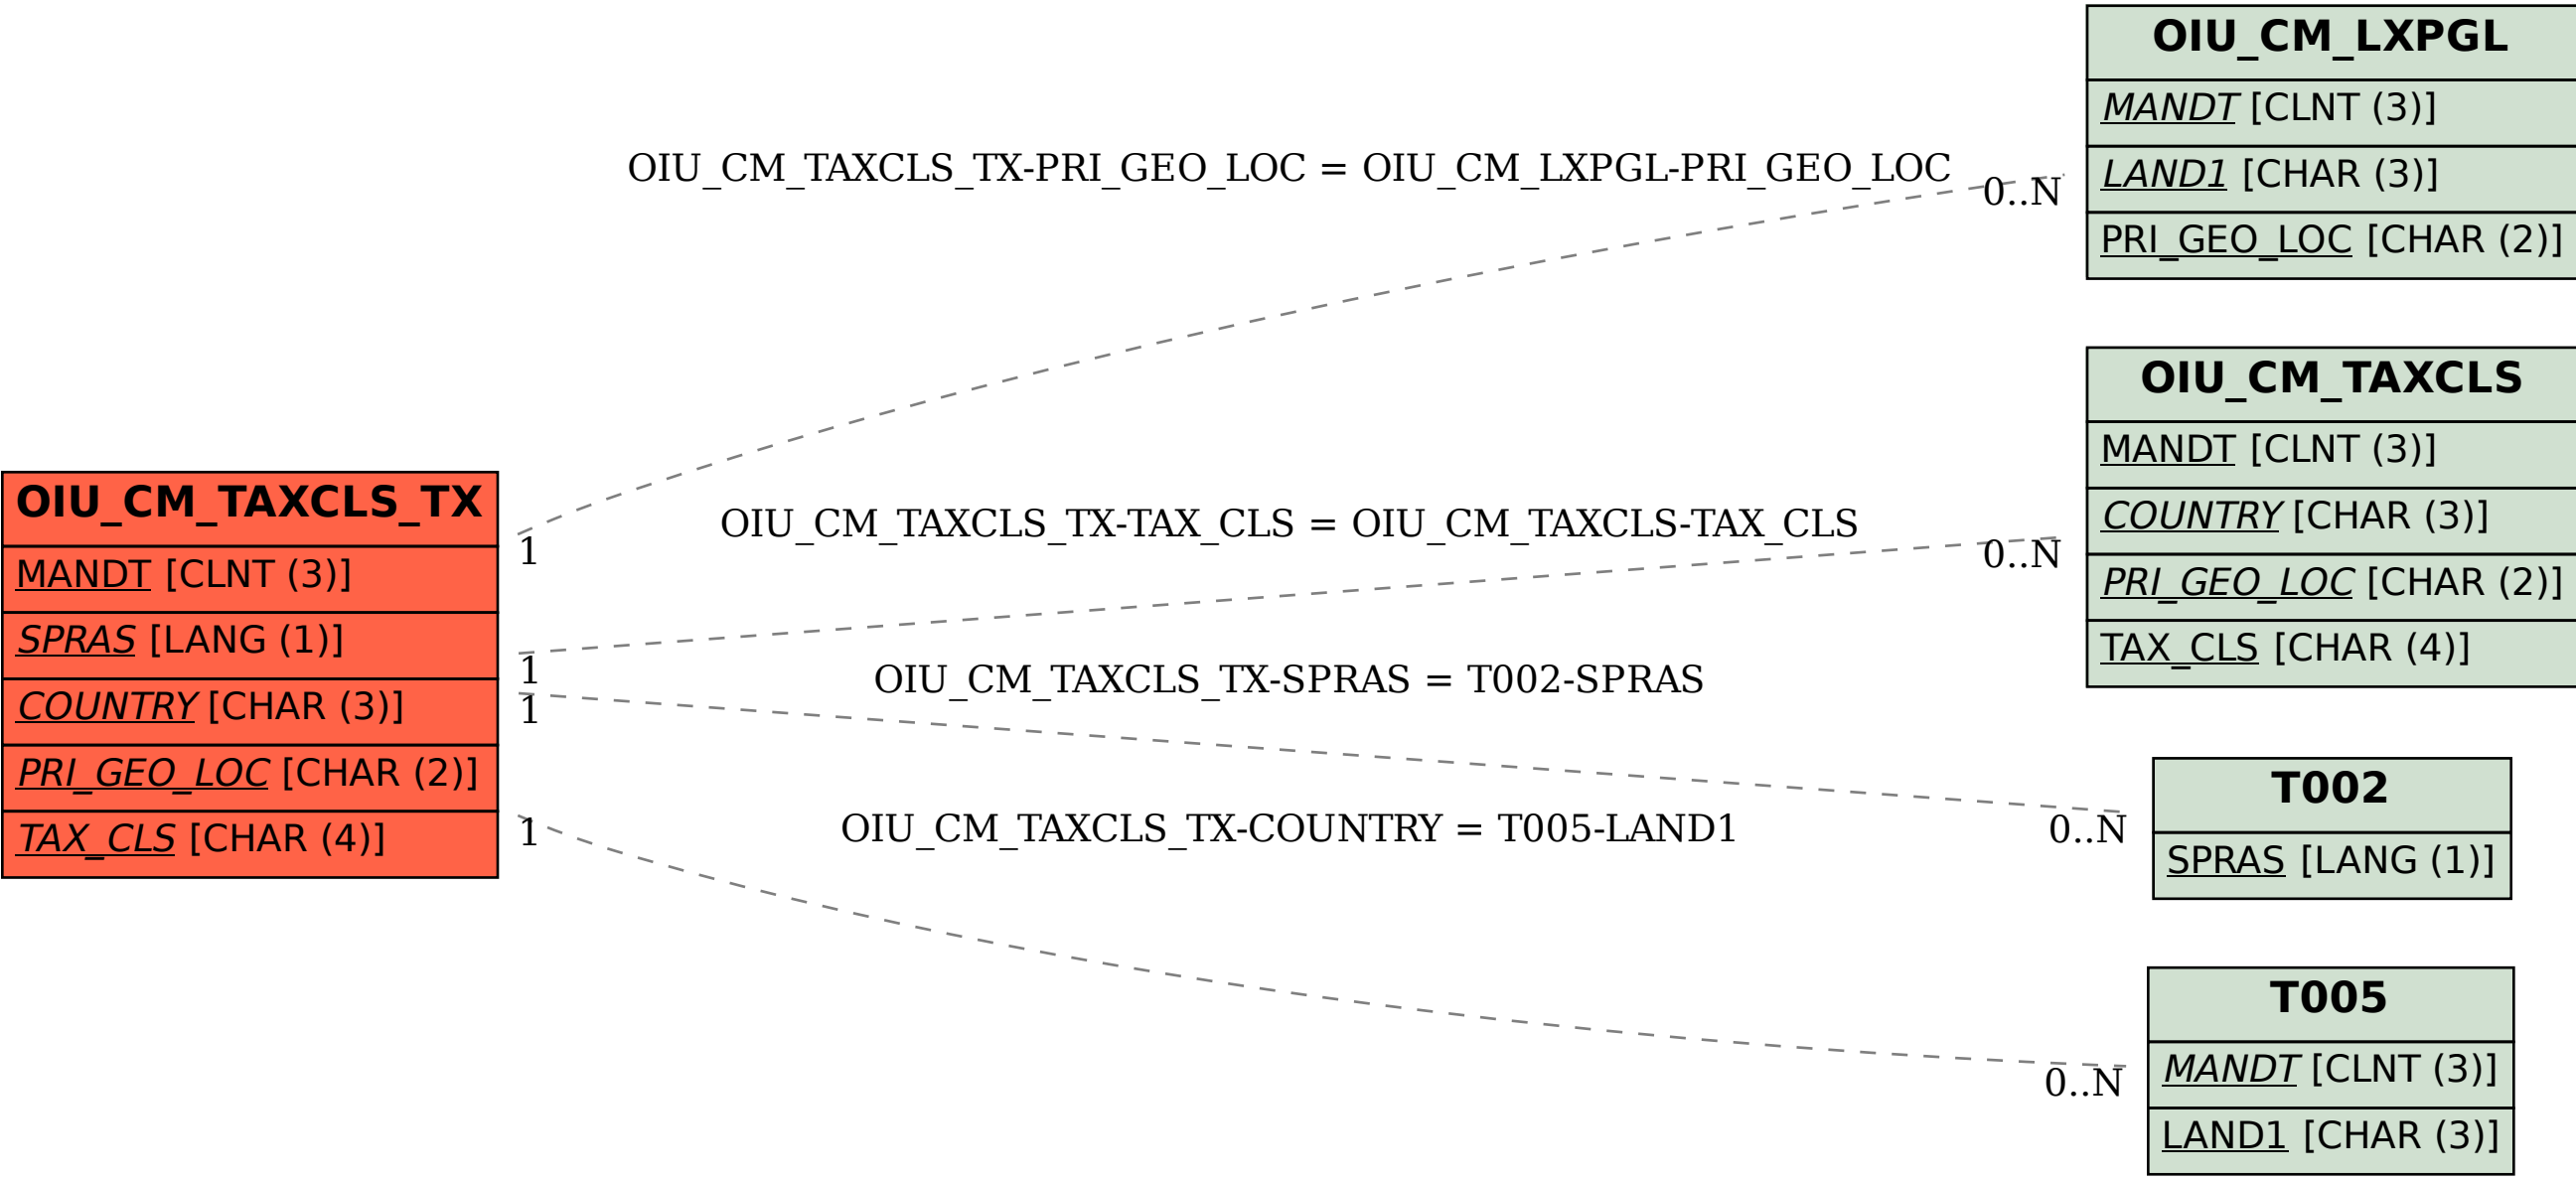 OIU_CM_LXPGL
MANDT [CLNT (3)]
LAND1 [CHAR (3)]
PRI_GEO_LOC [CHAR (2)]
OIU_CM_TAXCLS_TX-PRI_GEO_LOC = OIU_CM_LXPGL-PRI_GEO_LOC
0..N
1
OIU_CM_TAXCLS
MANDT [CLNT (3)]
COUNTRY [CHAR (3)]
PRI_GEO_LOC [CHAR (2)]
TAX_CLS [CHAR (4)]
OIU_CM_TAXCLS_TX-TAX_CLS = OIU_CM_TAXCLS-TAX_CLS
0..N
1
OIU_CM_TAXCLS_TX
MANDT [CLNT (3)]
SPRAS [LANG (1)]
COUNTRY [CHAR (3)]
PRI_GEO_LOC [CHAR (2)]
TAX_CLS [CHAR (4)]
OIU_CM_TAXCLS_TX-SPRAS = T002-SPRAS
1
0..N
T002
SPRAS [LANG (1)]
OIU_CM_TAXCLS_TX-COUNTRY = T005-LAND1
1
0..N
T005
MANDT [CLNT (3)]
LAND1 [CHAR (3)]